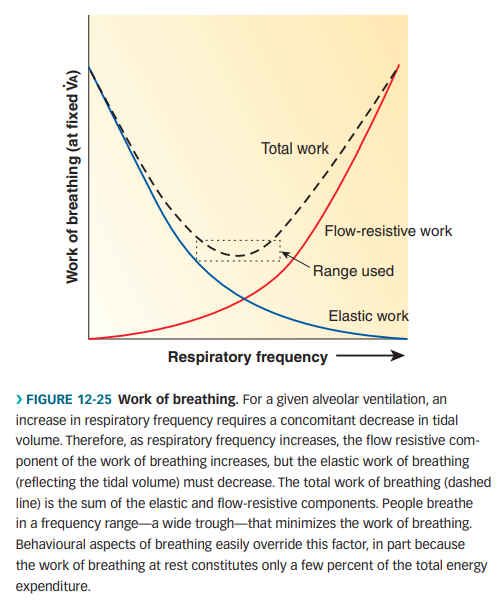 Work of breathing (at fixed V̇A)
Total work
Flow-resistive work
Range used
Elastic work
Respiratory frequency
› FIGURE 12-25 Work of breathing. For a given alveolar ventilation, an
increase in respiratory frequency requires a concomitant decrease in tidal
volume. Therefore, as respiratory frequency increases, the flow resistive com-
ponent of the work of breathing increases, but the elastic work of breathing
(reflecting the tidal volume) must decrease. The total work of breathing (dashed
line) is the sum of the elastic and flow-resistive components. People breathe
in a frequency range—a wide trough—that minimizes the work of breathing.
Behavioural aspects of breathing easily override this factor, in part because
the work of breathing at rest constitutes only a few percent of the total energy
expenditure.